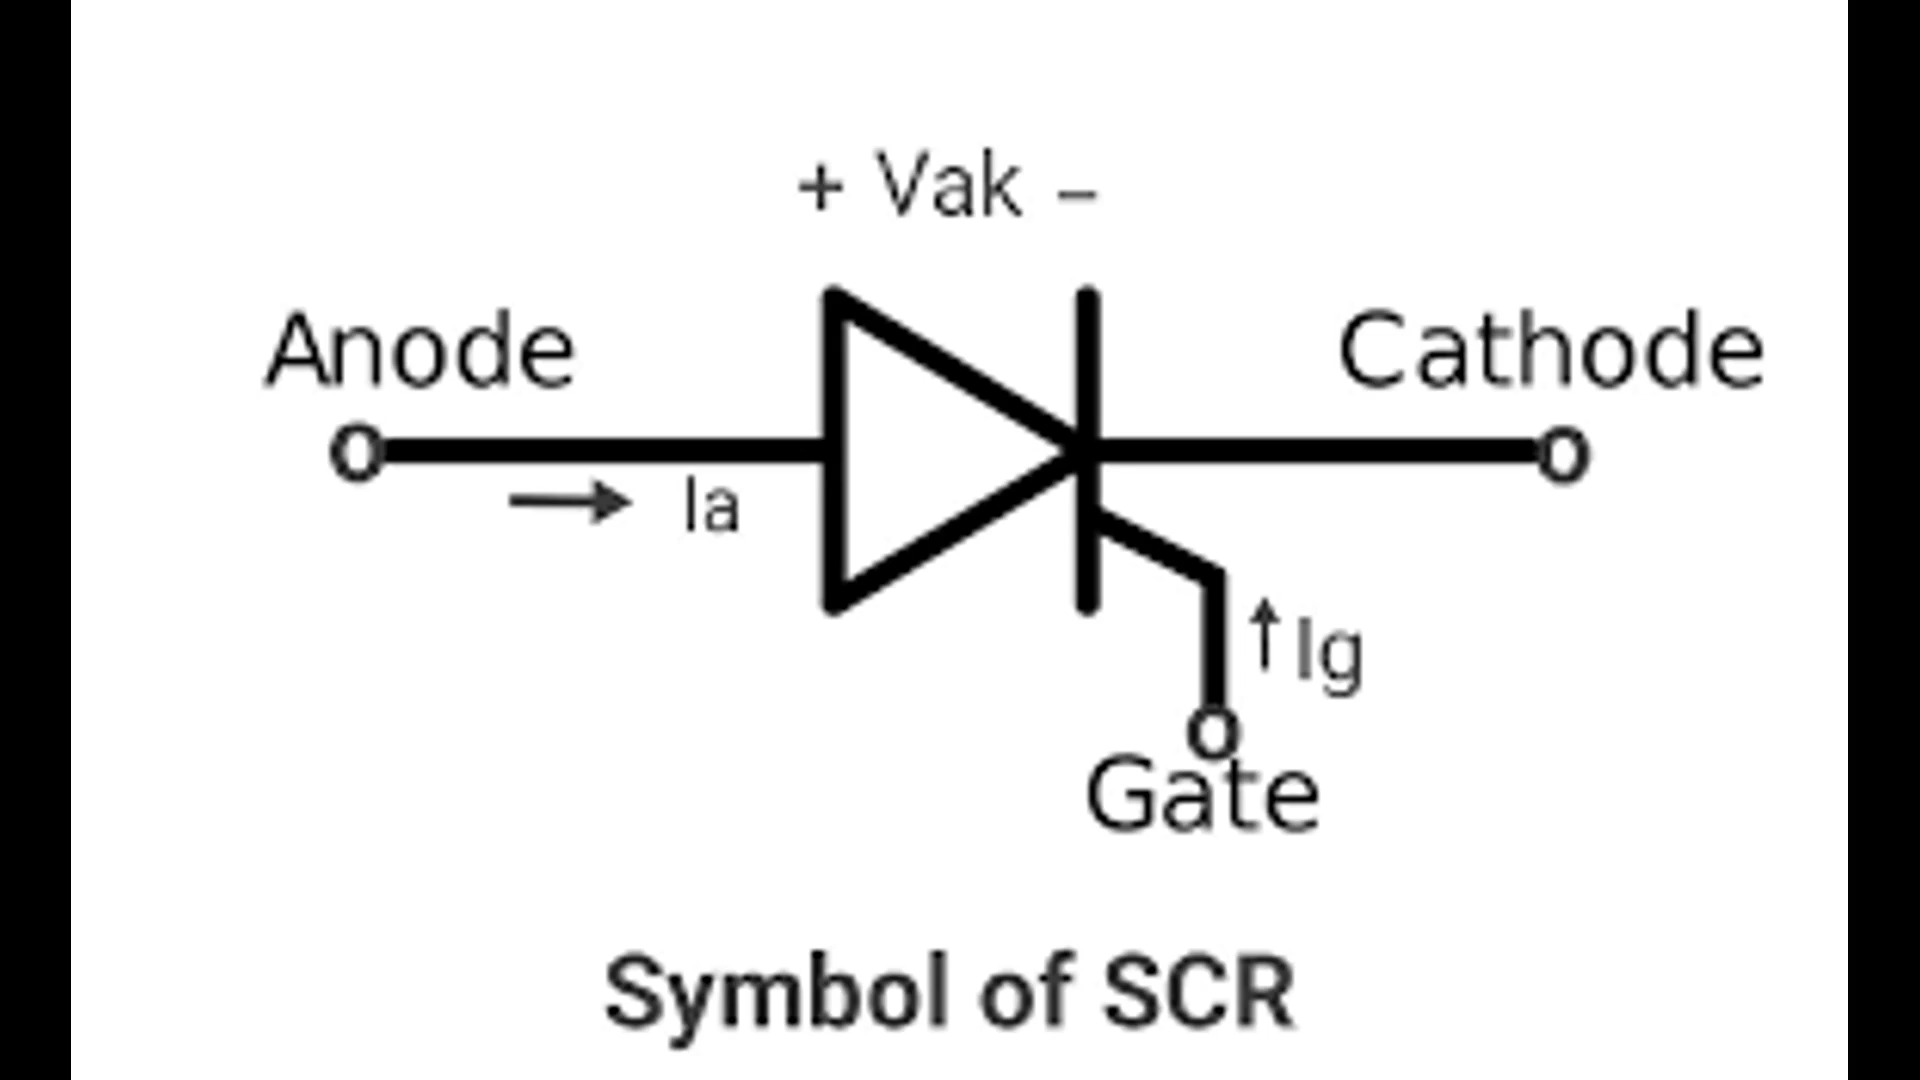 + Vak –
Anode
Cathode
Ia
Ig
Gate
Symbol of SCR